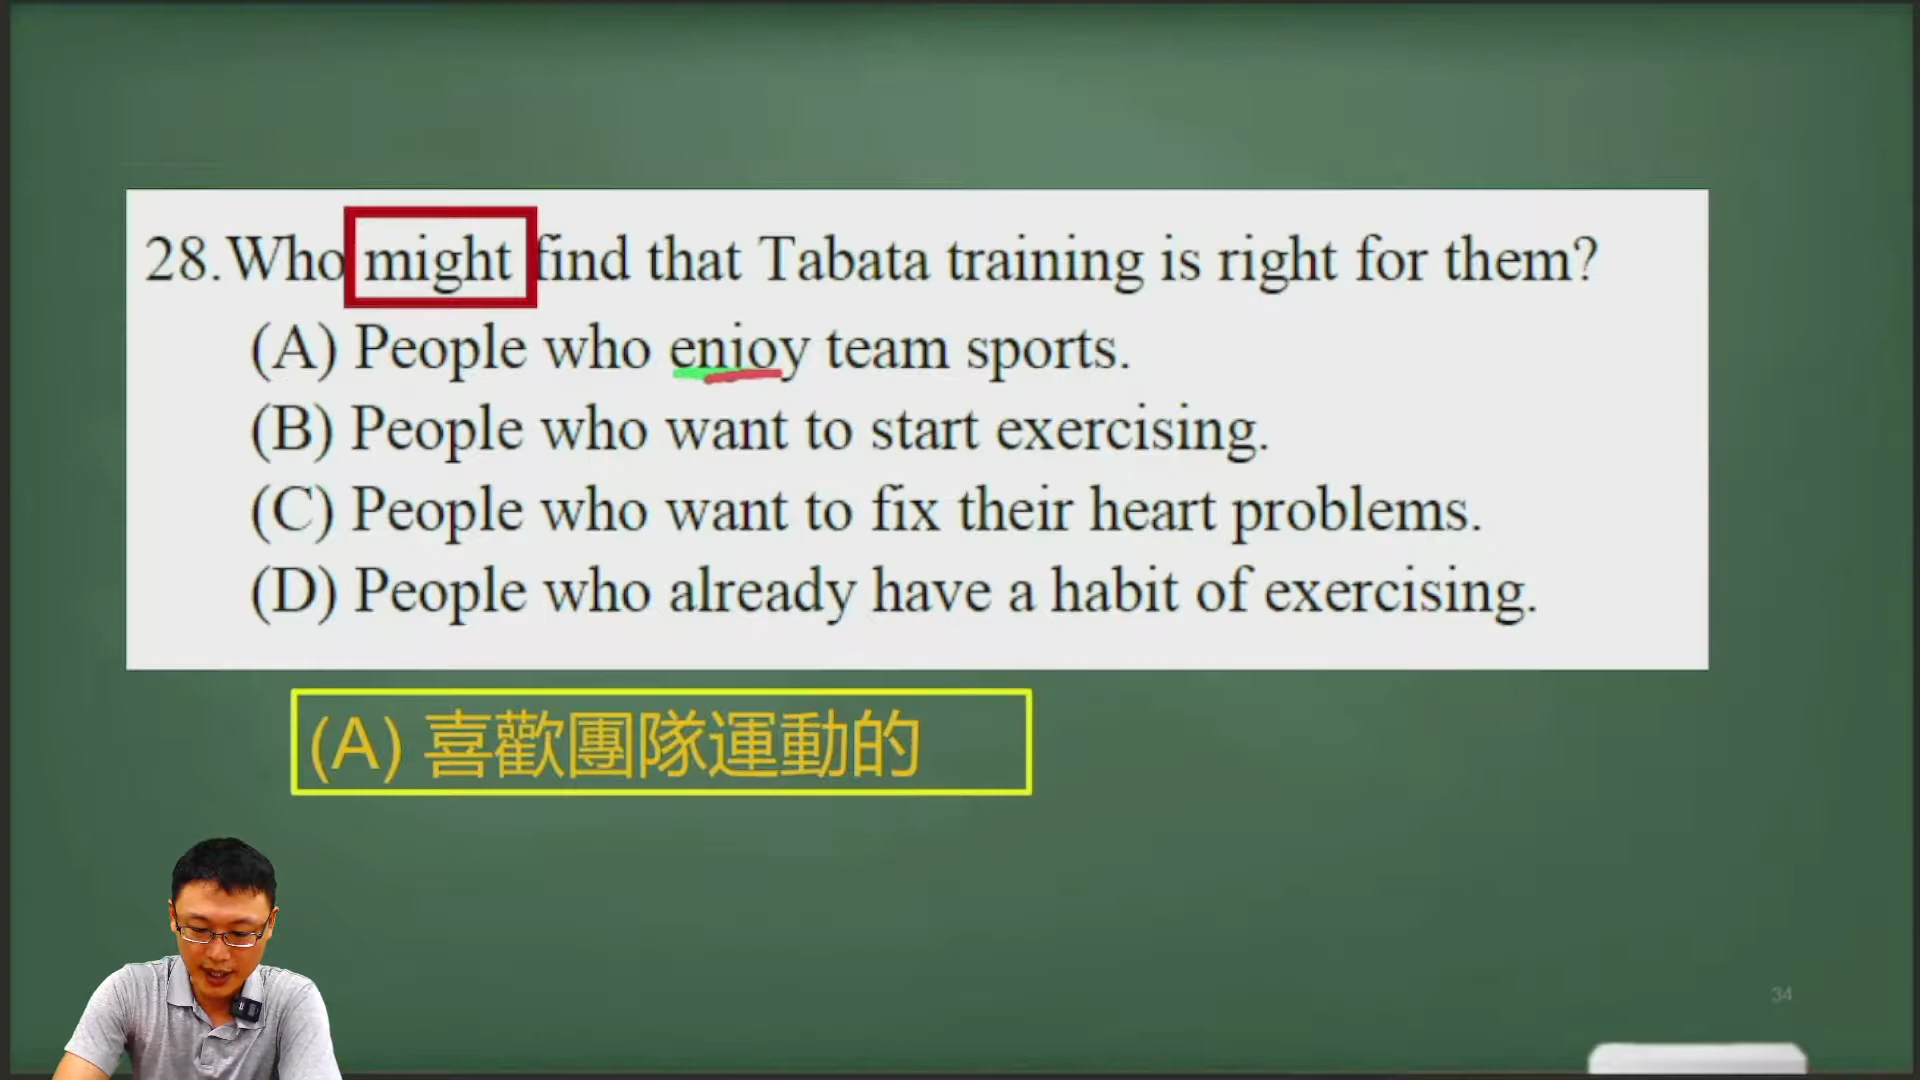 28.Who might find that Tabata training is right for them?
(A) People who enjoy team sports.
(B) People who want to start exercising.
(C) People who want to fix their heart problems.
(D) People who already have a habit of exercising.
(A) 喜歡團隊運動的
34